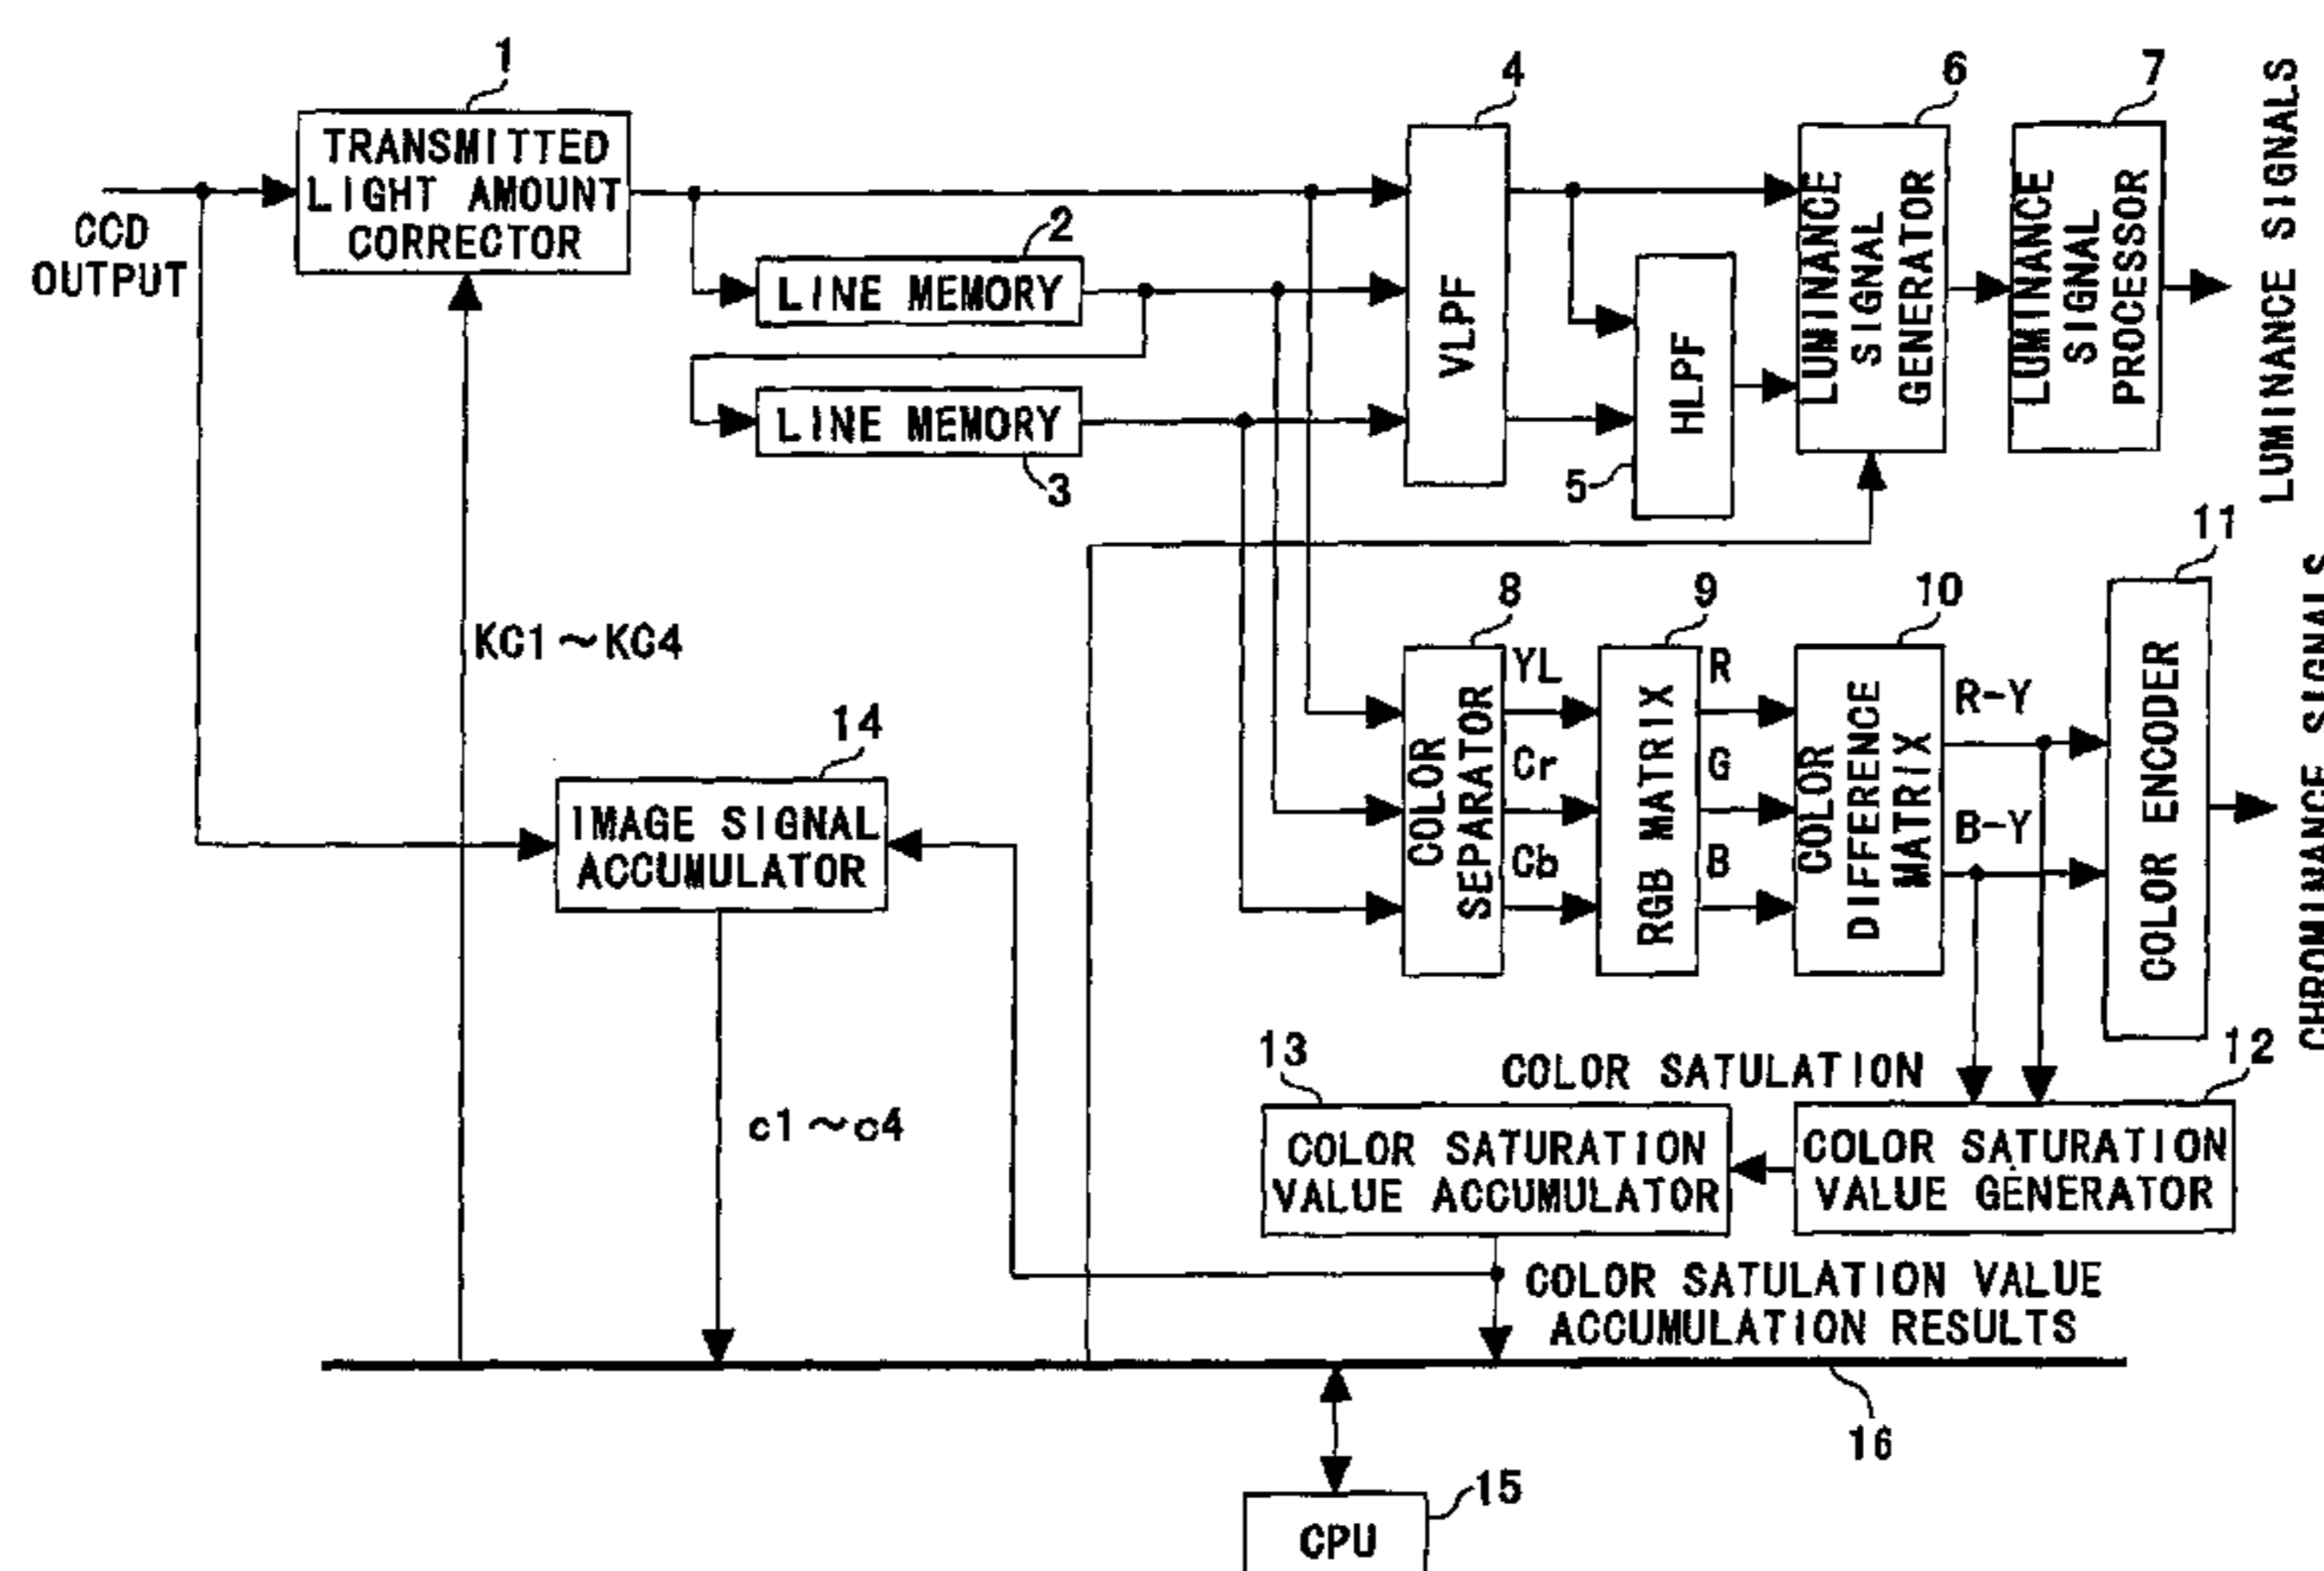 1
TRANSMITTED
LIGHT AMOUNT
CORRECTOR
CCD
OUTPUT
2
LINE MEMORY
LINE MEMORY
3
4
VLPF
5
HLPF
6
LUMINANCE
SIGNAL
GENERATOR
7
LUMINANCE
SIGNAL
PROCESSOR
LUMINANCE SIGNALS
KC1~KC4
8
COLOR
SEPARATOR
YL
Cr
Cb
9
RGB MATRIX
R
G
B
10
COLOR
DIFFERENCE
MATRIX
R-Y
B-Y
11
COLOR ENCODER
CHROMINANCE SIGNALS
14
IMAGE SIGNAL
ACCUMULATOR
c1~c4
13
COLOR SATULATION
12
COLOR SATURATION
VALUE ACCUMULATOR
COLOR SATURATION
VALUE GENERATOR
COLOR SATULATION VALUE
ACCUMULATION RESULTS
16
15
CPU